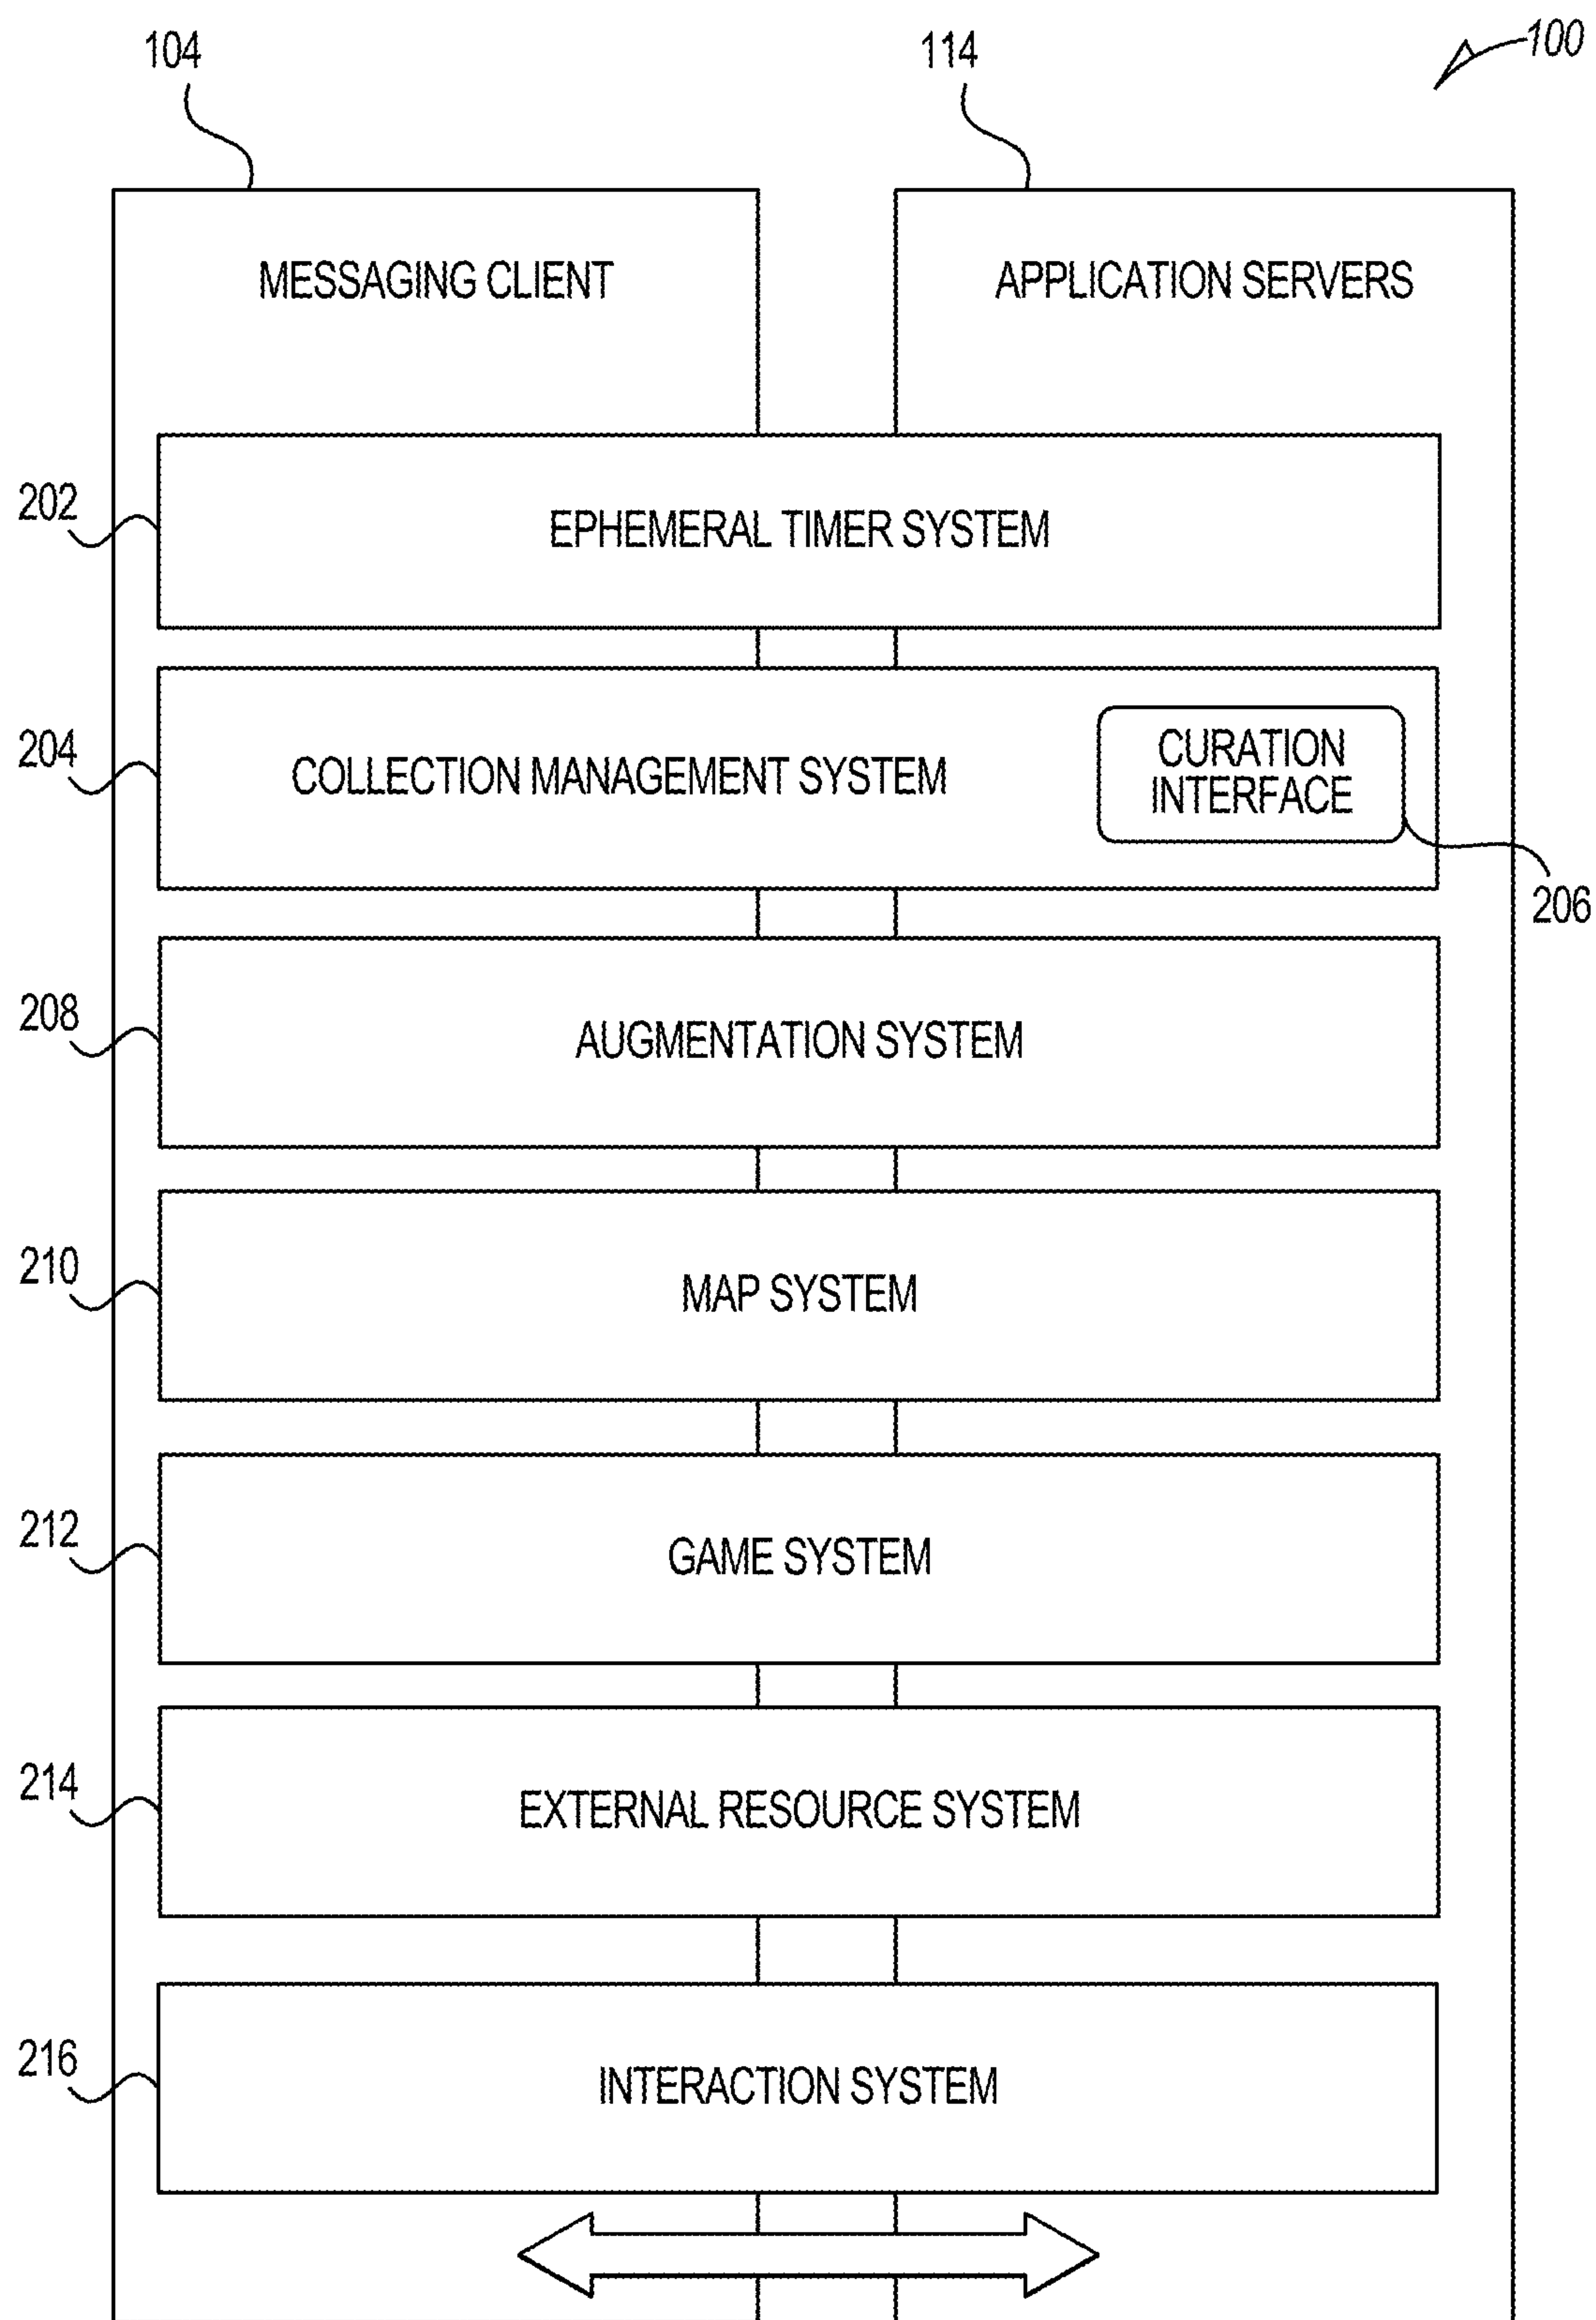 104
114
100
MESSAGING CLIENT
APPLICATION SERVERS
202
EPHEMERAL TIMER SYSTEM
204
COLLECTION MANAGEMENT SYSTEM
CURATION
INTERFACE
206
208
AUGMENTATION SYSTEM
210
MAP SYSTEM
212
GAME SYSTEM
214
EXTERNAL RESOURCE SYSTEM
216
INTERACTION SYSTEM